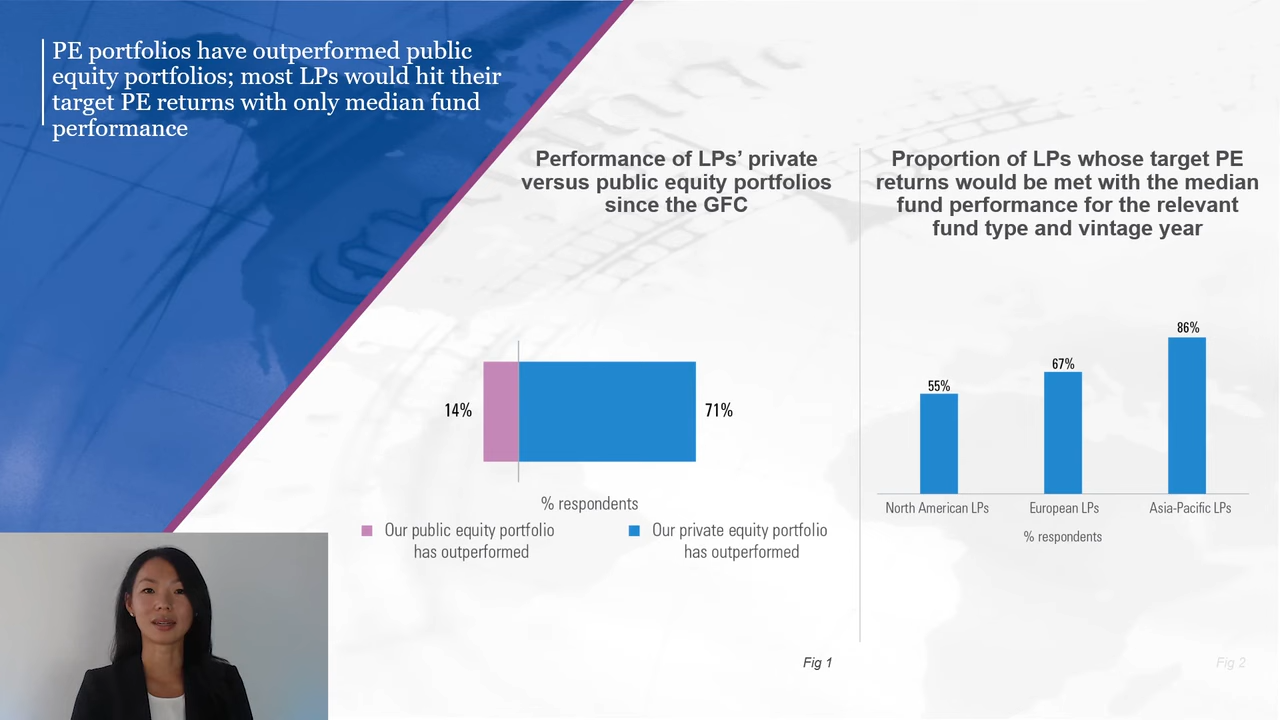 PE portfolios have outperformed public
equity portfolios; most LPs would hit their
target PE returns with only median fund
performance
Performance of LPs’ private
versus public equity portfolios
since the GFC
14%
71%
% respondents
Our public equity portfolio
has outperformed
Our private equity portfolio
has outperformed
Fig 1
Proportion of LPs whose target PE
returns would be met with the median
fund performance for the relevant
fund type and vintage year
55%
67%
86%
North American LPs
European LPs
Asia-Pacific LPs
% respondents
Fig 2